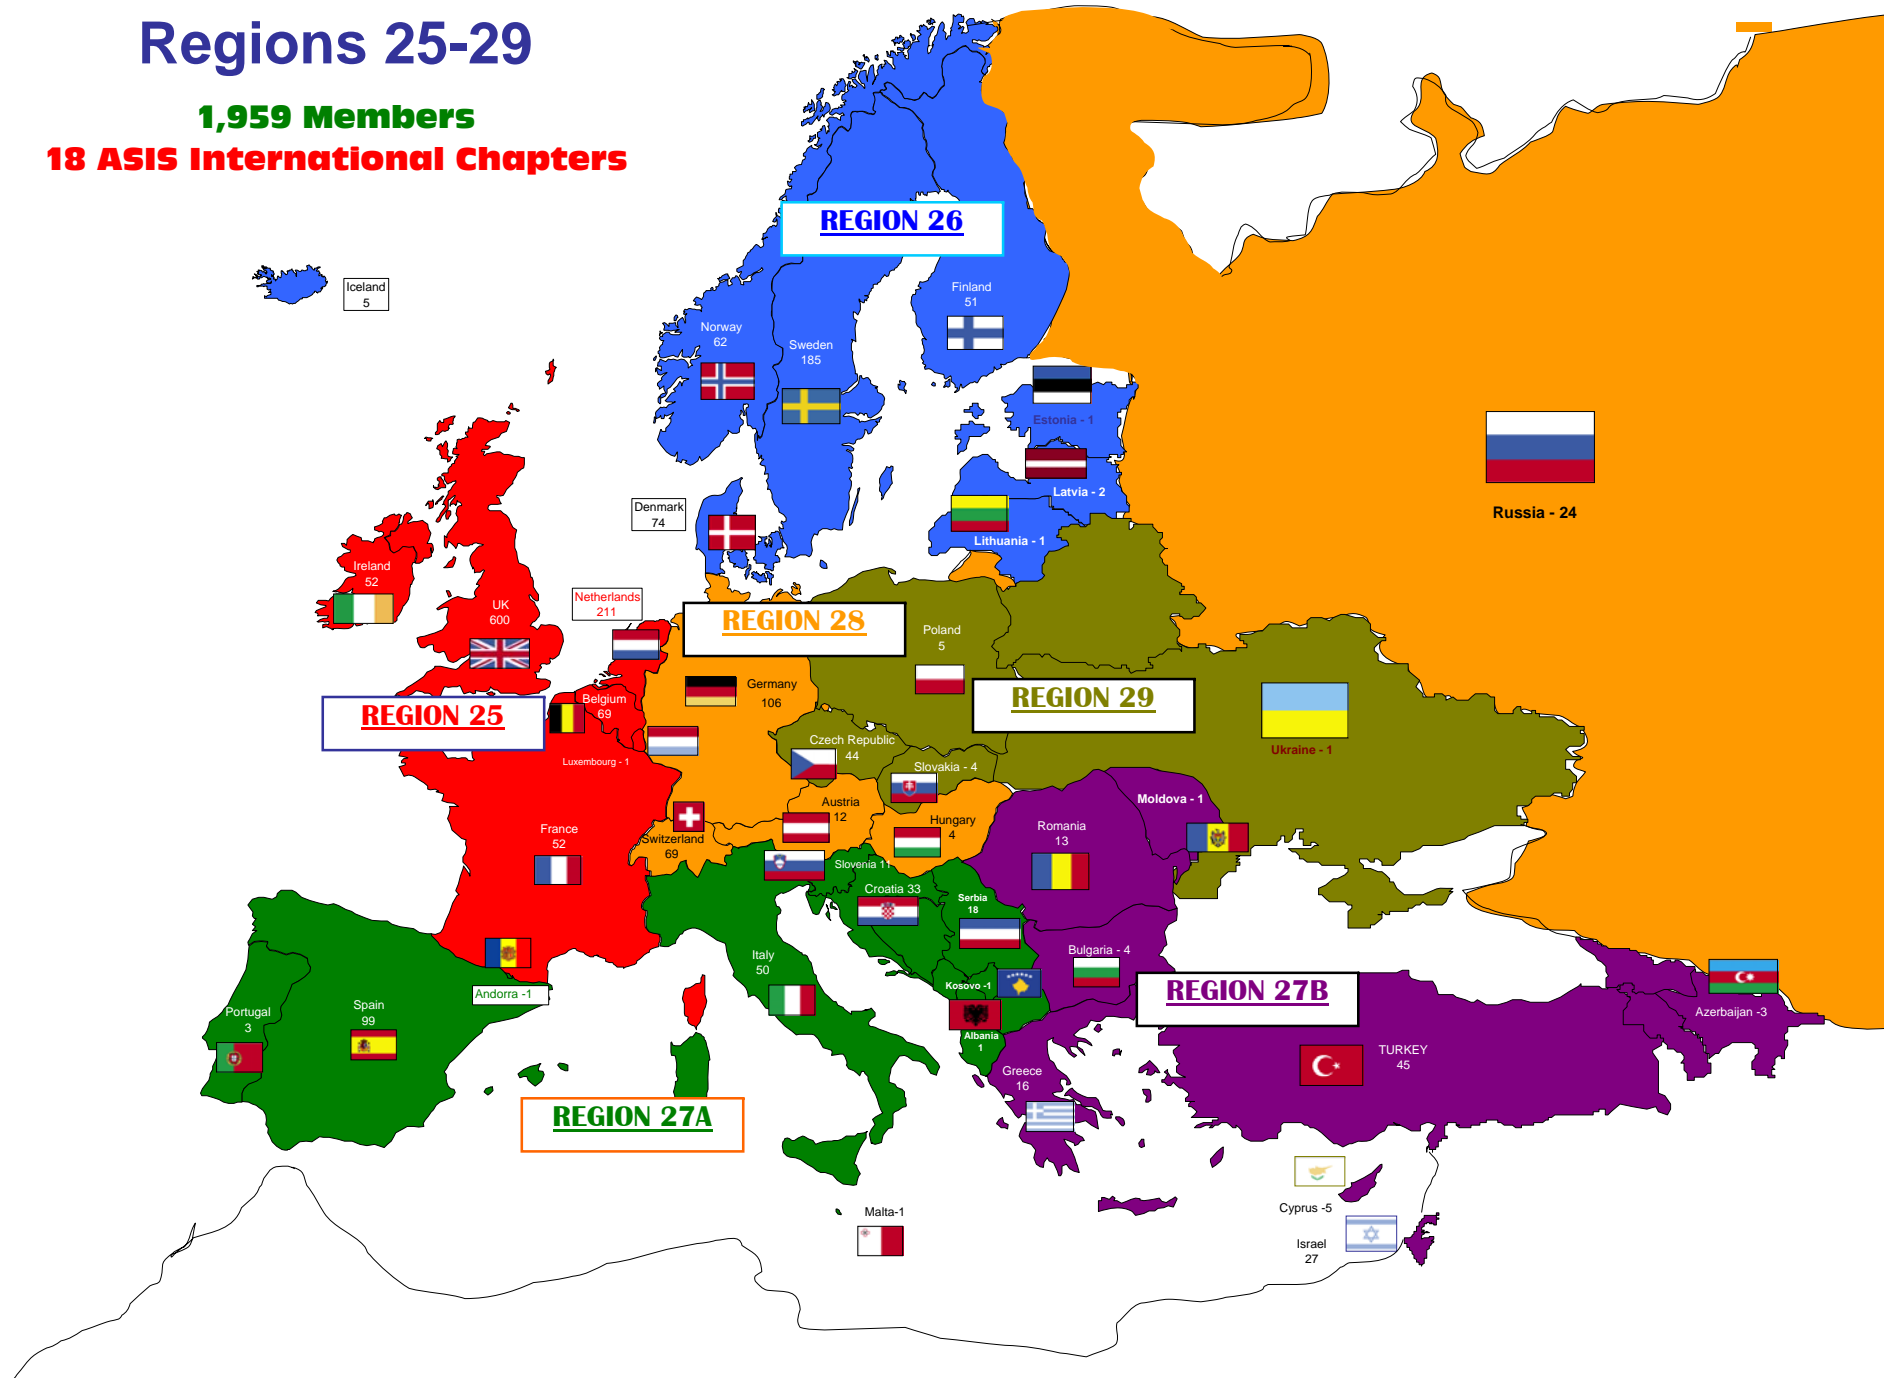 Regions 25-29
1,959 Members
18 ASIS International Chapters
REGION 26
Iceland
5
Finland
51
Norway
62
Sweden
185
Estonia - 1
Latvia - 2
Lithuania - 1
Denmark
74
Russia - 24
Ireland
52
UK
600
Netherlands
211
REGION 28
Poland
5
Germany
106
REGION 29
Belgium
69
REGION 25
Ukraine - 1
Czech Republic
44
Luxembourg - 1
Slovakia - 4
Austria
12
Moldova - 1
Hungary
4
Romania
13
France
52
Switzerland
69
Slovenia 11
Croatia 33
Serbia
18
Italy
50
Bulgaria - 4
Kosovo -1
Andorra -1
REGION 27B
Portugal
3
Spain
99
Azerbaijan -3
Albania
1
TURKEY
45
Greece
16
REGION 27A
Malta-1
Cyprus -5
Israel
27